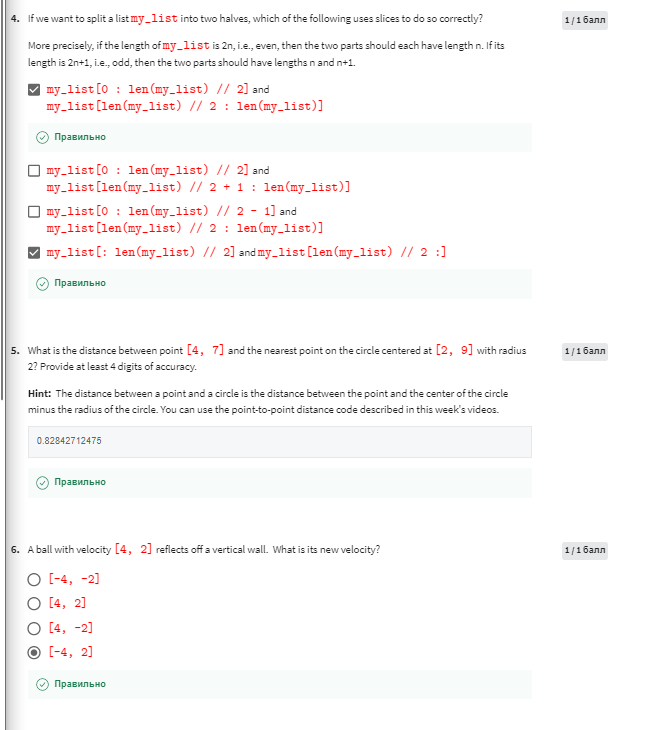 4. If we want to split a list my_list into two halves, which of the following uses slices to do so correctly?
1 / 1 балл
More precisely, if the length of my_list is 2n, i.e., even, then the two parts should each have length n. If its
length is 2n+1, i.e., odd, then the two parts should have lengths n and n+1.
my_list[0 : len(my_list) // 2] and
my_list[len(my_list) // 2 : len(my_list)]
Правильно
my_list[0 : len(my_list) // 2] and
my_list[len(my_list) // 2 + 1 : len(my_list)]
my_list[0 : len(my_list) // 2 - 1] and
my_list[len(my_list) // 2 : len(my_list)]
my_list[: len(my_list) // 2] and my_list[len(my_list) // 2 :]
Правильно
5. What is the distance between point [4, 7] and the nearest point on the circle centered at [2, 9] with radius
1 / 1 балл
2? Provide at least 4 digits of accuracy.
Hint: The distance between a point and a circle is the distance between the point and the center of the circle
minus the radius of the circle. You can use the point-to-point distance code described in this week's videos.
0.82842712475
Правильно
6. A ball with velocity [4, 2] reflects off a vertical wall. What is its new velocity?
1 / 1 балл
[-4, -2]
[4, 2]
[4, -2]
[-4, 2]
Правильно